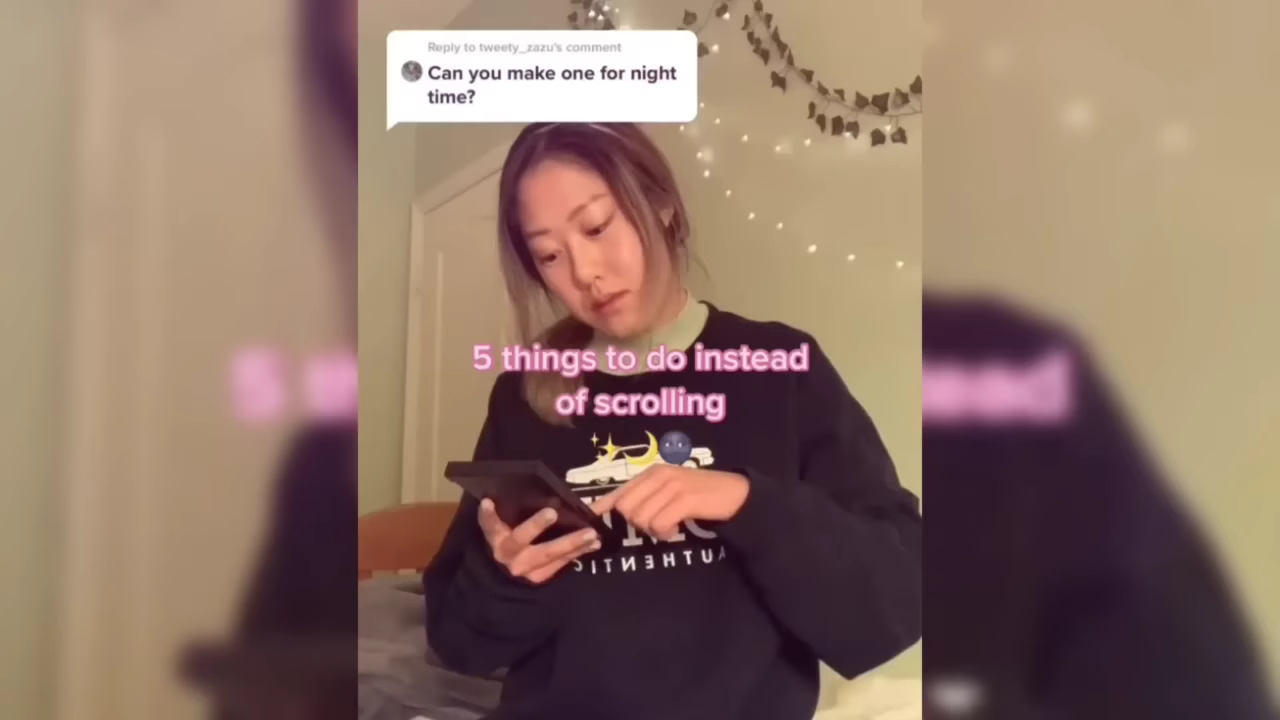 Reply to tweety_zazu's comment
Can you make one for night
time?
5 things to do instead
of scrolling
AUTHENTIC